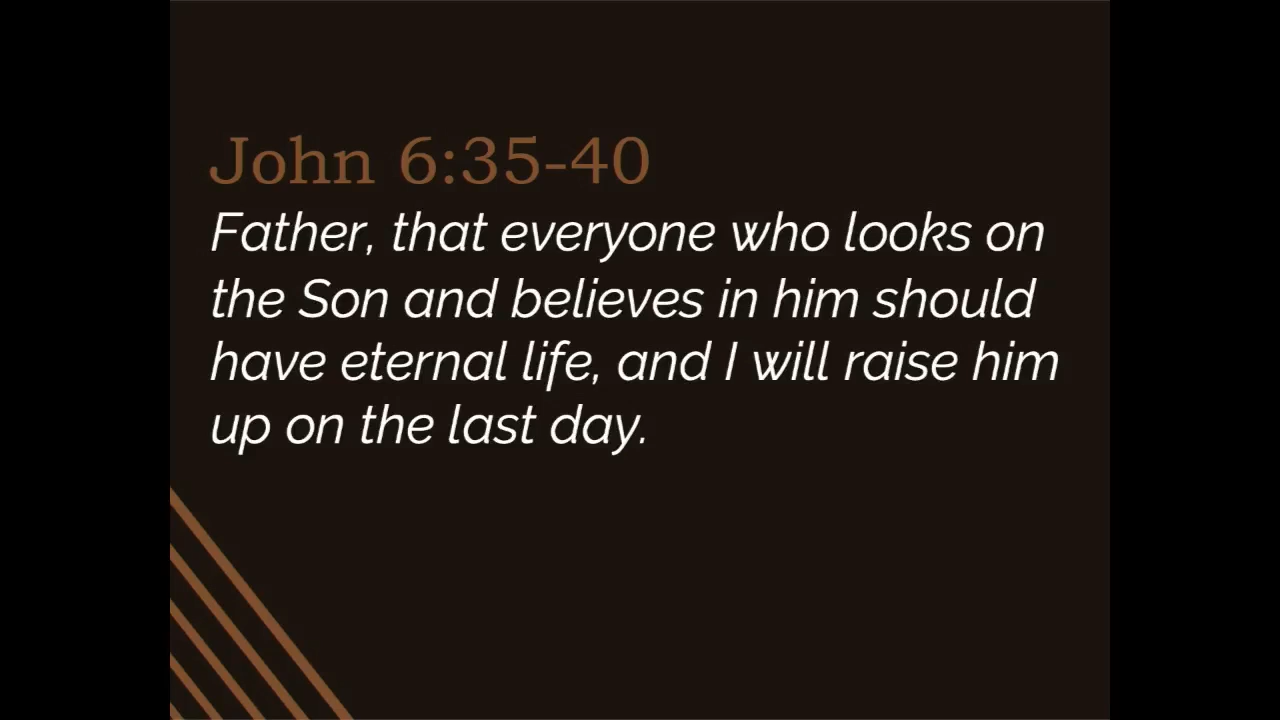 John 6:35-40
Father, that everyone who looks on
the Son and believes in him should
have eternal life, and I will raise him
up on the last day.